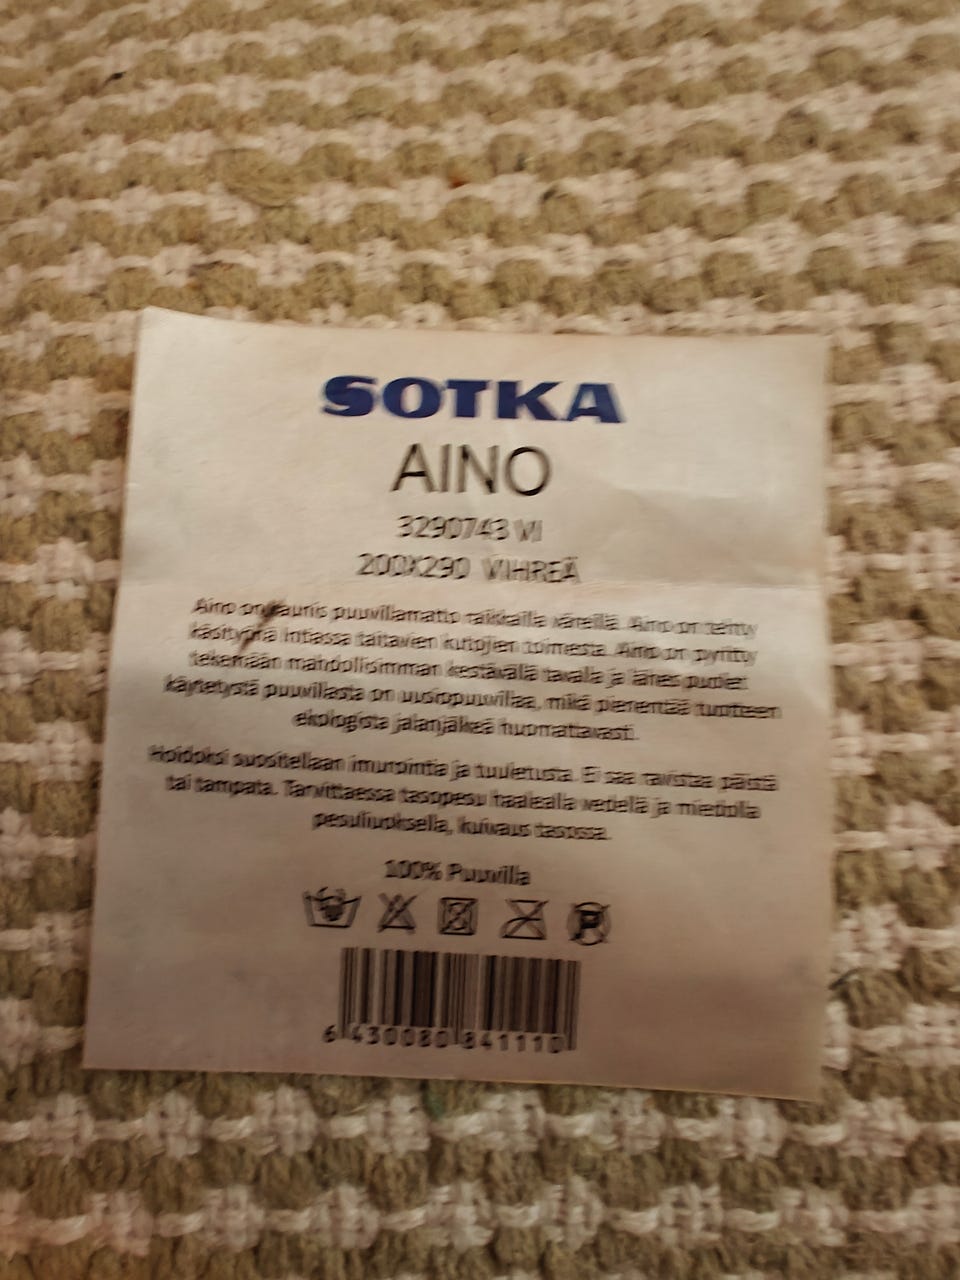 SOTKA
AINO
3290743 VI
200X290 VIHREÄ
Aino on kaunis puuvillamatto raikkailla väreillä. Aino on tehty
käsityönä Intiassa taitavien kutojien toimesta. Aino on pyritty
tekemään mahdollisimman kestävällä tavalla ja lähes puolet
käytetystä puuvillasta on uusiopuuvillaa, mikä pienentää tuotteen
ekologista jalanjälkeä huomattavasti.
Hoidoksi suositellaan imurointia ja tuuletusta. Ei saa ravistaa päistä
tai tampata. Tarvittaessa tasopesu haalealla vedellä ja miedolla
pesuliuoksella, kuivaus tasossa.
100% Puuvilla
P
6 430080 841110